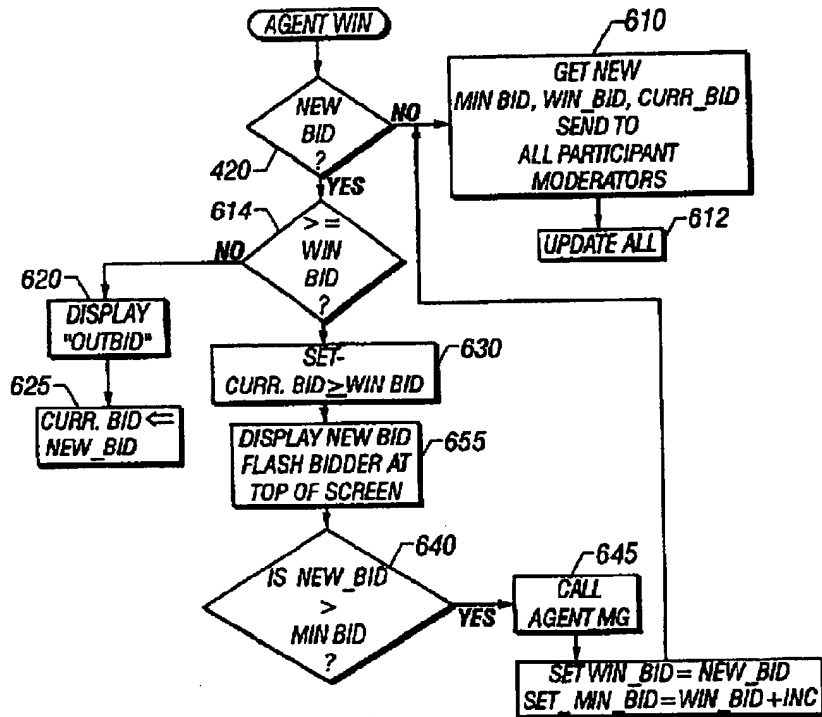 AGENT WIN
610
GET NEW
MIN BID, WIN_BID, CURR_BID
SEND TO
ALL PARTICIPANT
MODERATORS
NEW
BID
?
NO
420
YES
612
UPDATE ALL
614
>=
WIN
BID
?
NO
620
DISPLAY
"OUTBID"
625
CURR. BID ⇐
NEW_BID
630
SET-
CURR. BID ≥ WIN BID
655
DISPLAY NEW BID
FLASH BIDDER AT
TOP OF SCREEN
640
IS NEW_BID
>
MIN BID
?
YES
645
CALL
AGENT MG
SET WIN_BID = NEW_BID
SET_MIN_BID = WIN_BID + INC